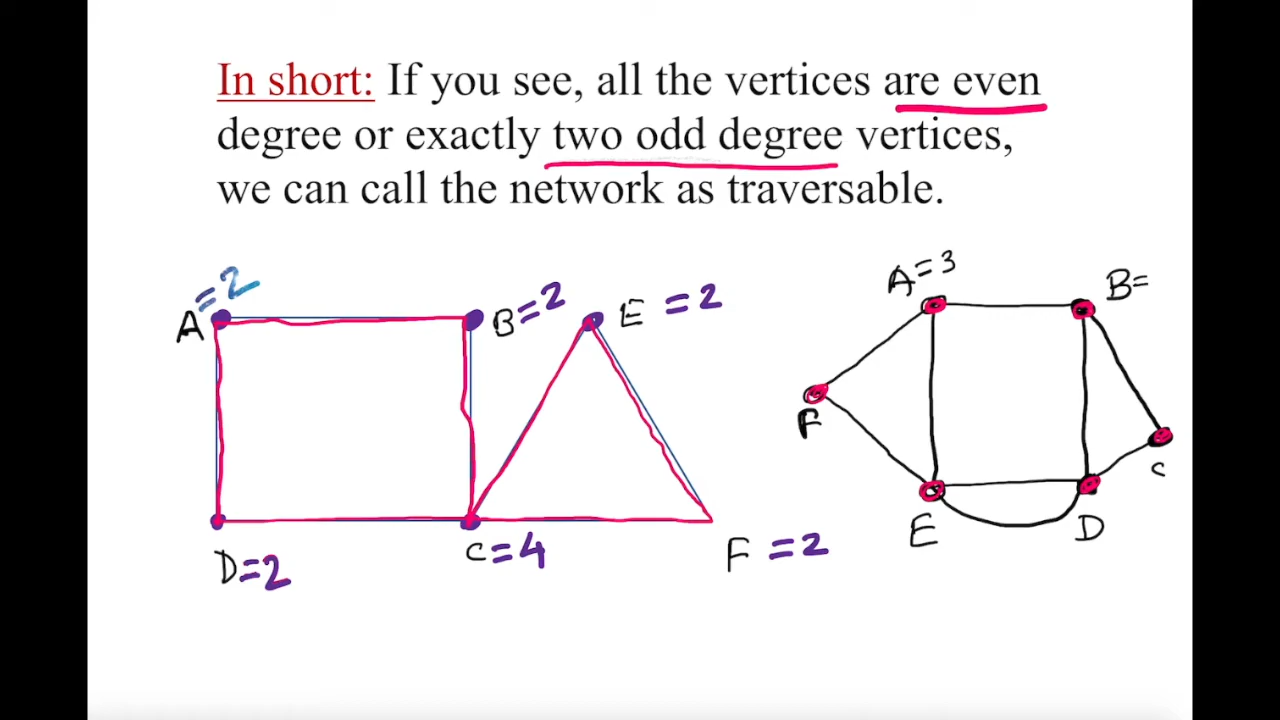 In short: If you see, all the vertices are even
degree or exactly two odd degree vertices,
we can call the network as traversable.
A=2
B=2
E=2
D=2
C=4
F=2
A=3
B=
F
C
E
D